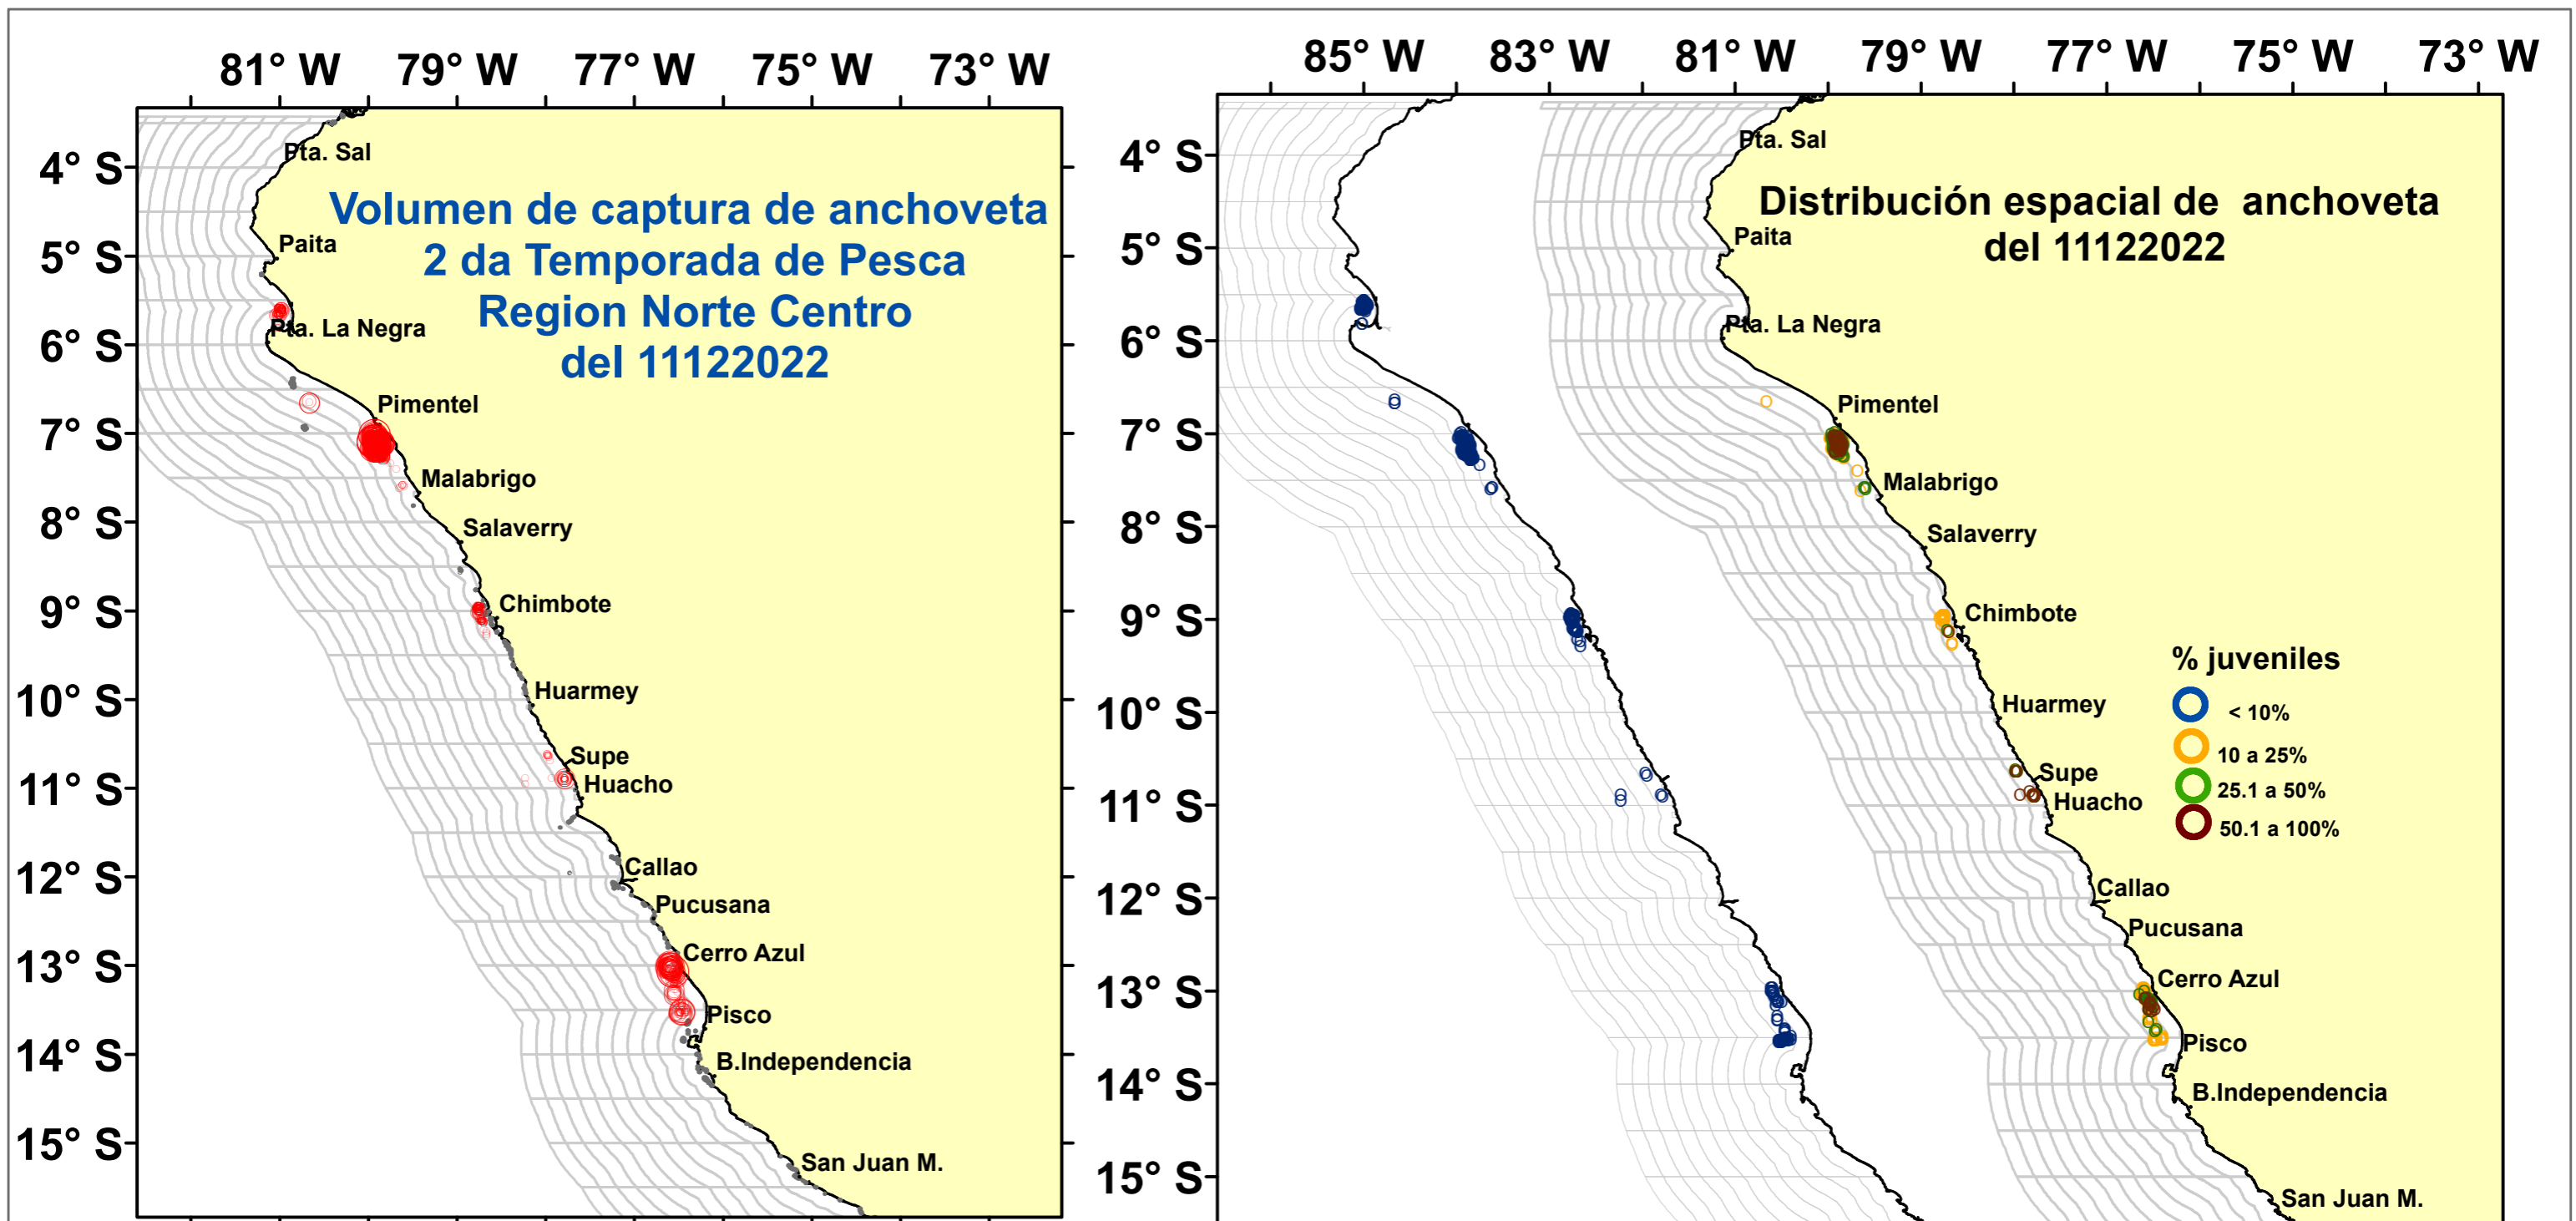 81° W 79° W 77° W 75° W 73° W
4° S
5° S
6° S
7° S
8° S
9° S
10° S
11° S
12° S
13° S
14° S
15° S
Volumen de captura de anchoveta
2 da Temporada de Pesca
Region Norte Centro
del 11122022
Pta. Sal
Paita
Pta. La Negra
Pimentel
Malabrigo
Salaverry
Chimbote
Huarmey
Supe
Huacho
Callao
Pucusana
Cerro Azul
Pisco
B.Independencia
San Juan M.
85° W 83° W 81° W 79° W 77° W 75° W 73° W
4° S
5° S
6° S
7° S
8° S
9° S
10° S
11° S
12° S
13° S
14° S
15° S
Distribución espacial de anchoveta
del 11122022
Pta. Sal
Paita
Pta. La Negra
Pimentel
Malabrigo
Salaverry
Chimbote
Huarmey
Supe
Huacho
Callao
Pucusana
Cerro Azul
Pisco
B.Independencia
San Juan M.
% juveniles
< 10%
10 a 25%
25.1 a 50%
50.1 a 100%